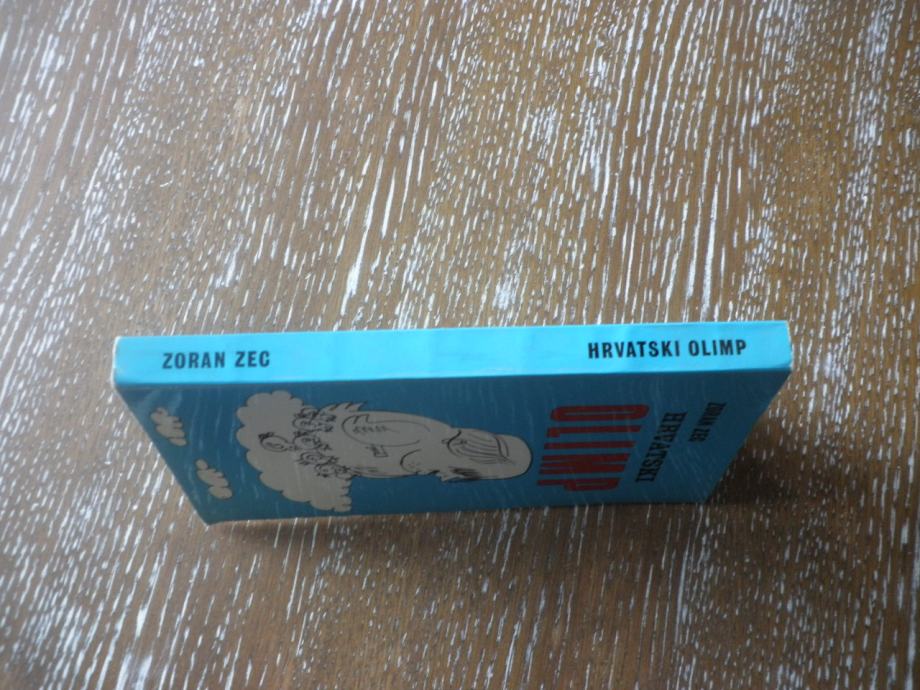 ZORAN ZEC
HRVATSKI OLIMP
ZORAN ZEC
HRVATSKI
OLIMP